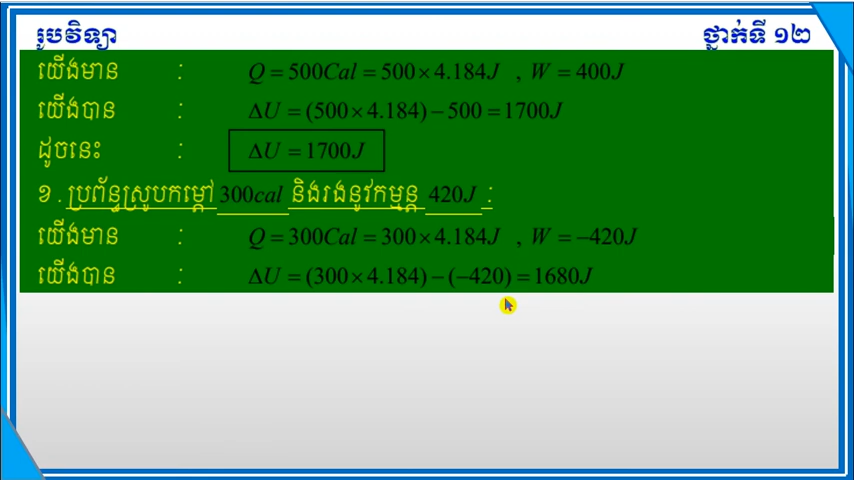 រូបវិទ្យា
ថ្នាក់ទី ១២
យើងមាន : Q = 500Cal = 500×4.184J , W = 400J
យើងបាន : ΔU = (500×4.184)−500 = 1700J
ដូចនេះ : ΔU = 1700J
ខ . ប្រព័ន្ធស្រូបកម្ដៅ 300cal និងរងនូវកម្មន្ត 420J :
យើងមាន : Q = 300Cal = 300×4.184J , W = −420J
យើងបាន : ΔU = (300×4.184)−(−420) = 1680J